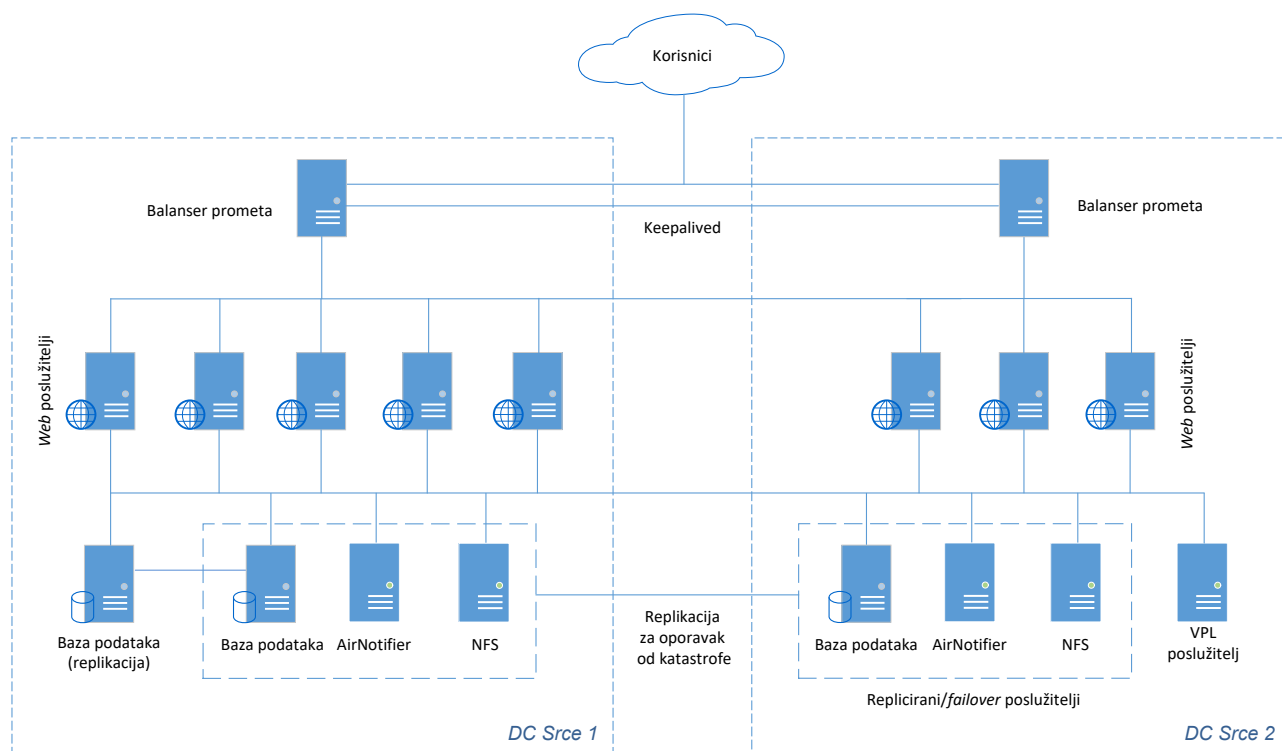 Korisnici
Balanser prometa
Balanser prometa
Keepalived
Web poslužitelji
Web poslužitelji
Baza podataka
(replikacija)
Baza podataka
AirNotifier
NFS
Replikacija
za oporavak
od katastrofe
Baza podataka
AirNotifier
NFS
VPL
poslužitelj
Replicirani/failover poslužitelji
DC Srce 1
DC Srce 2